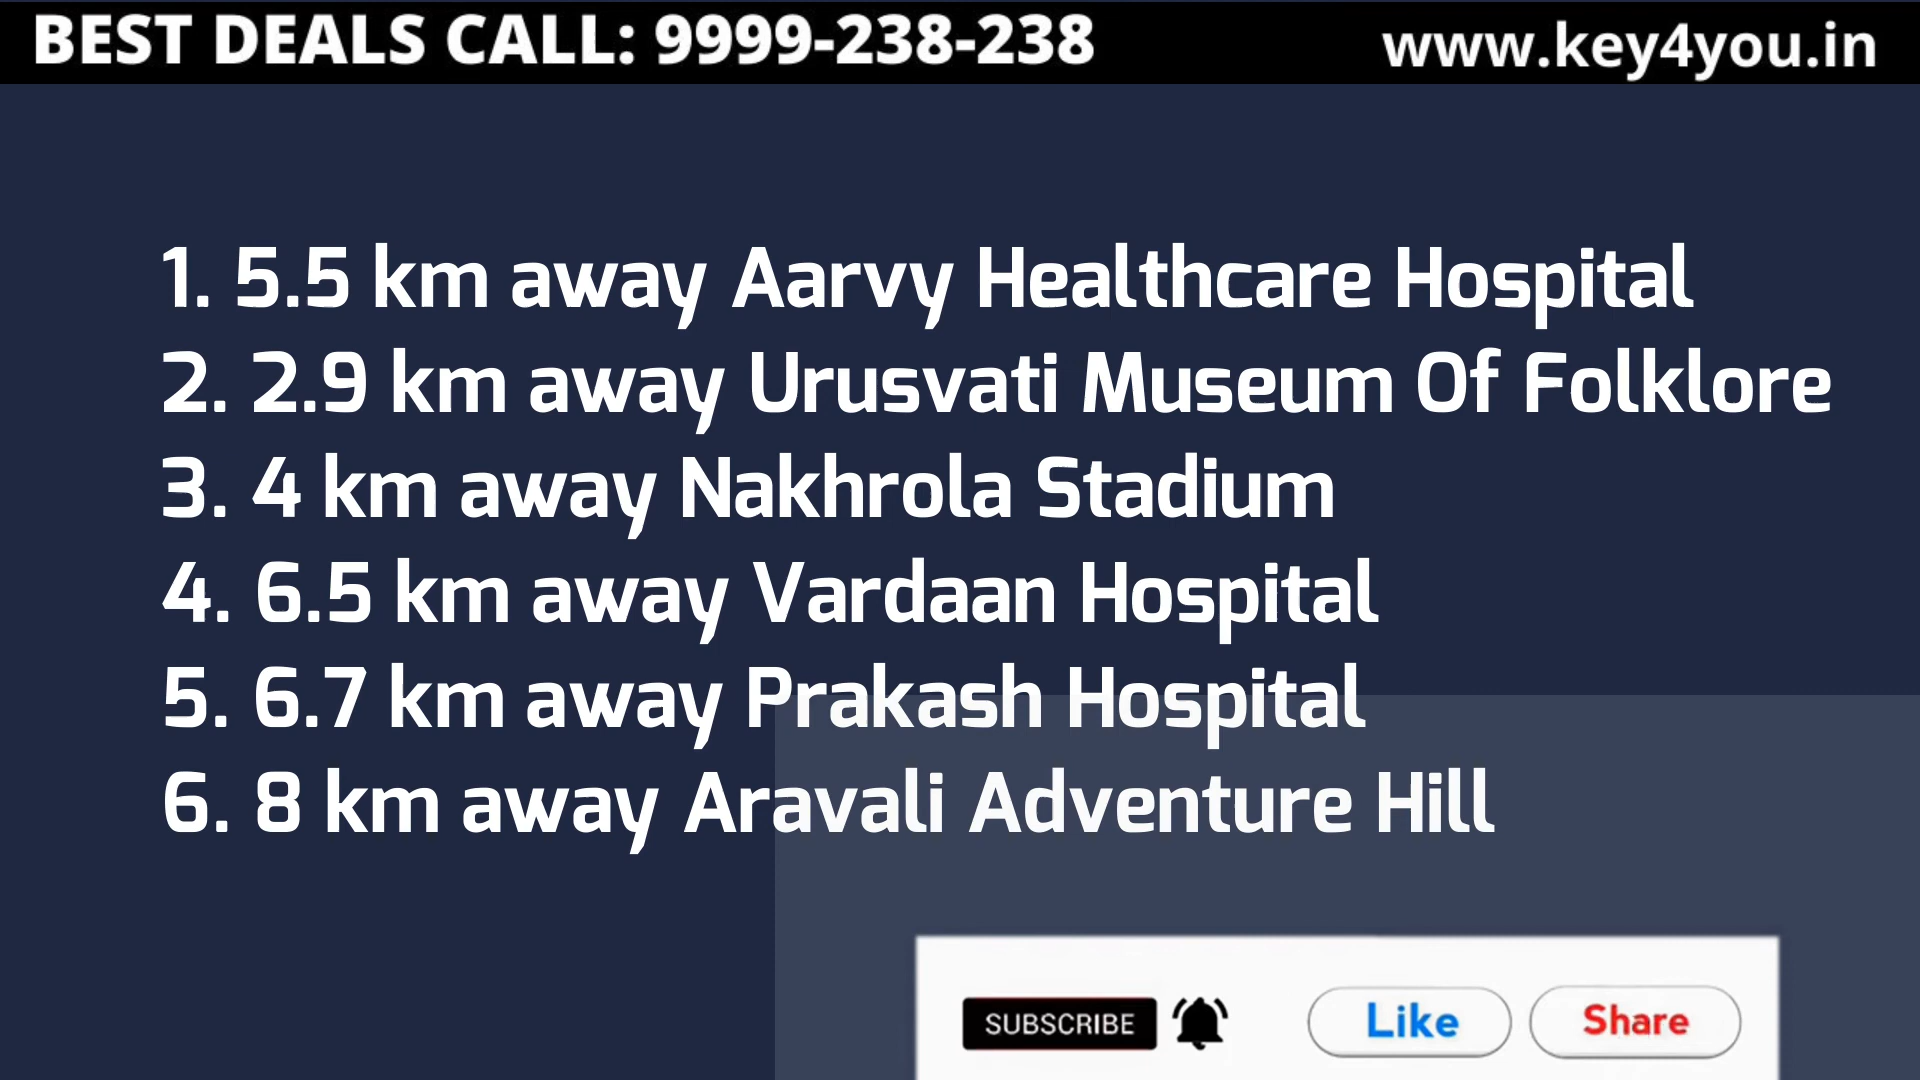 BEST DEALS CALL: 9999-238-238 www.key4you.in
1. 5.5 km away Aarvy Healthcare Hospital
2. 2.9 km away Urusvati Museum Of Folklore
3. 4 km away Nakhrola Stadium
4. 6.5 km away Vardaan Hospital
5. 6.7 km away Prakash Hospital
6. 8 km away Aravali Adventure Hill
SUBSCRIBE Like Share